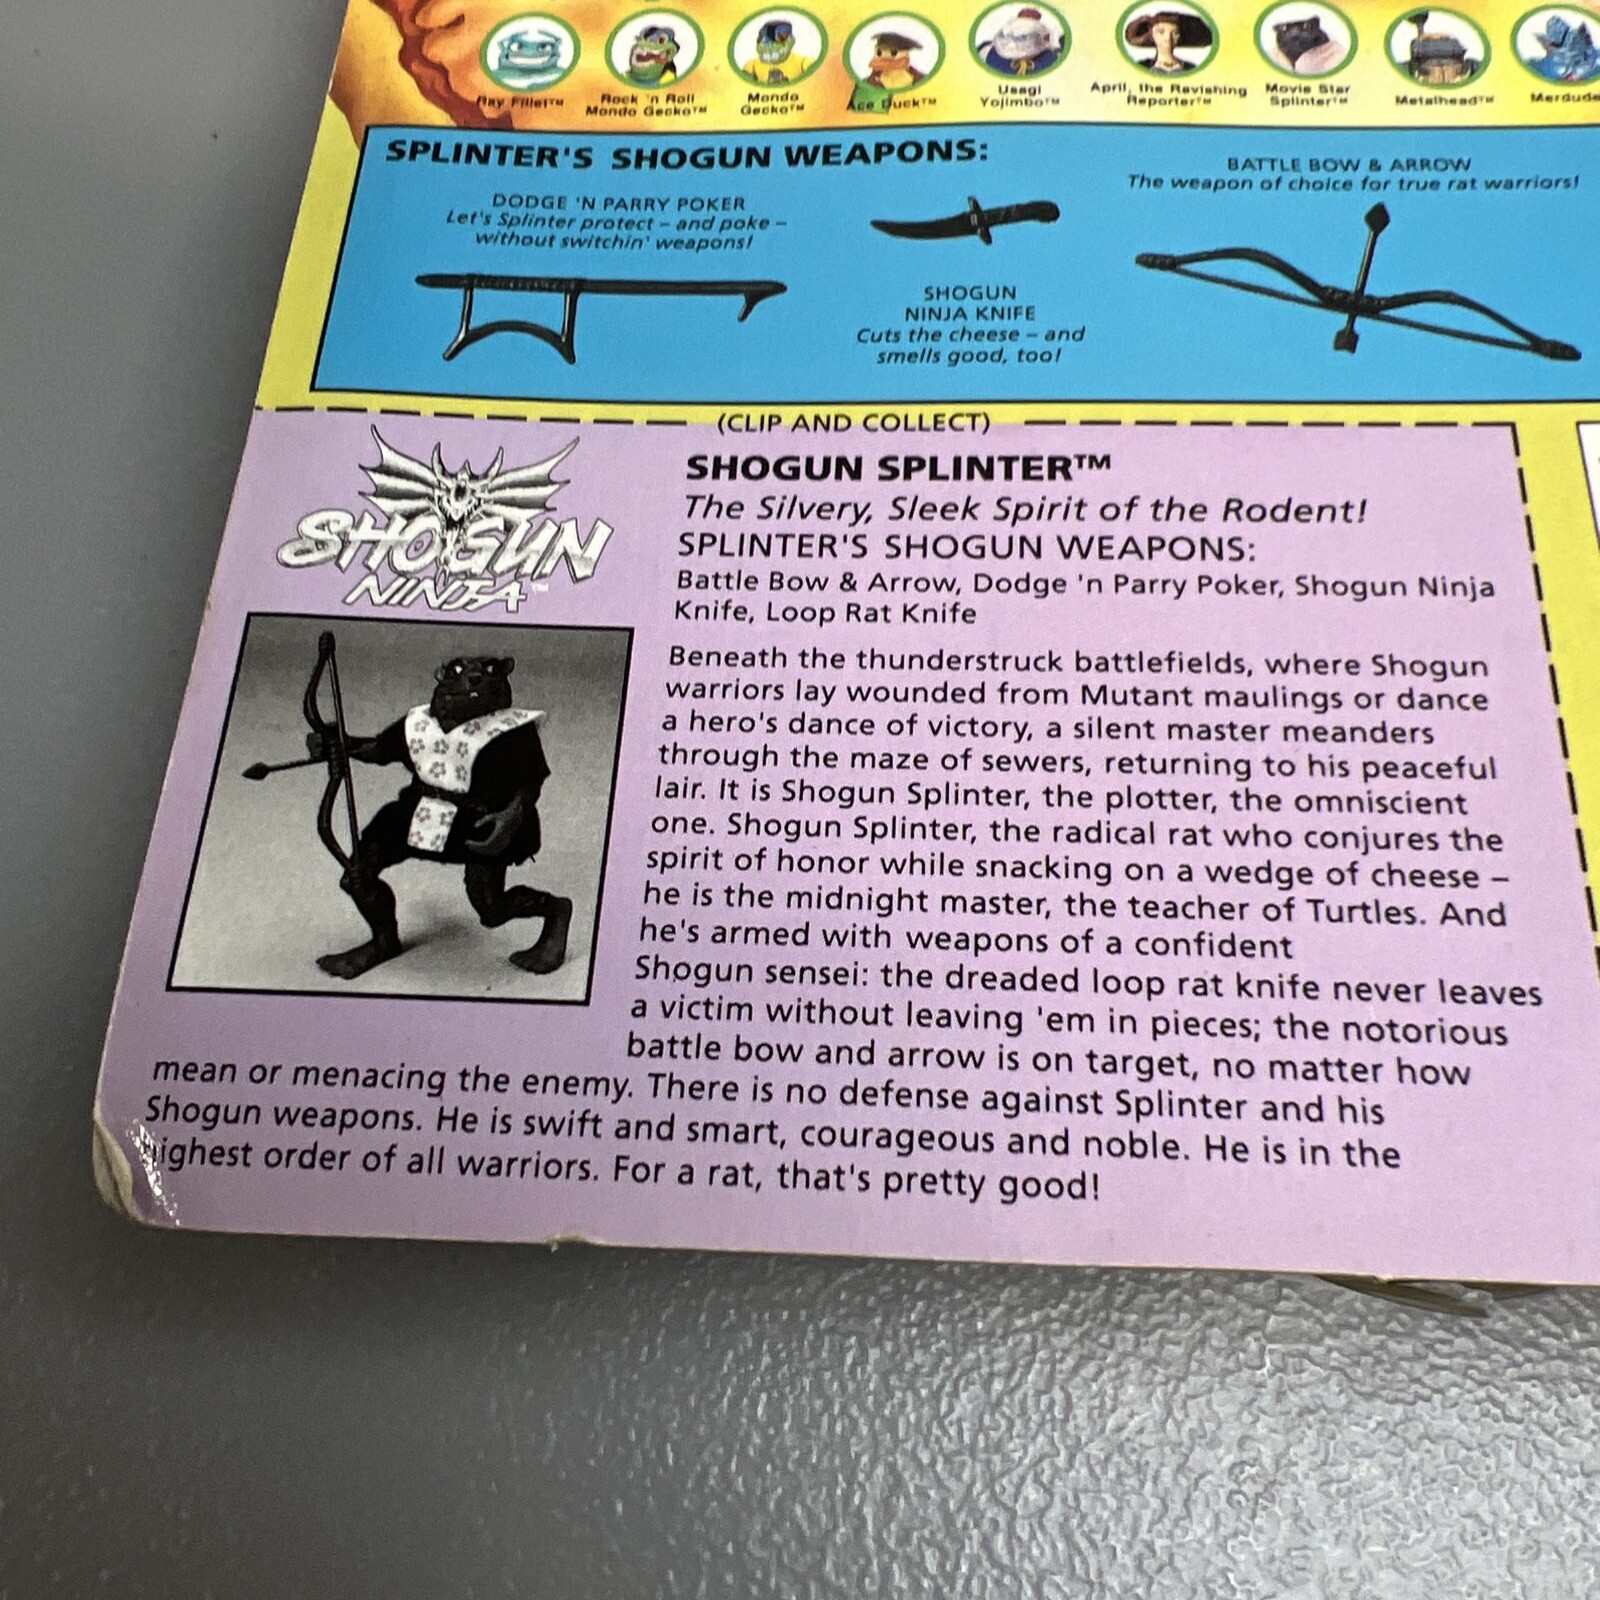 Ray Fillet™
Rock 'n Roll
Mondo Gecko™
Mondo
Gecko™
Ace Duck™
Usagi
Yojimbo™
April, the Ravishing
Reporter™
Movie Star
Splinter™
Metalhead™
Merdude
SPLINTER'S SHOGUN WEAPONS:
DODGE 'N PARRY POKER
Let's Splinter protect – and poke –
without switchin' weapons!
SHOGUN
NINJA KNIFE
Cuts the cheese – and
smells good, too!
BATTLE BOW & ARROW
The weapon of choice for true rat warriors!
(CLIP AND COLLECT)
SHOGUN
NINJA™
SHOGUN SPLINTER™
The Silvery, Sleek Spirit of the Rodent!
SPLINTER'S SHOGUN WEAPONS:
Battle Bow & Arrow, Dodge 'n Parry Poker, Shogun Ninja
Knife, Loop Rat Knife
Beneath the thunderstruck battlefields, where Shogun
warriors lay wounded from Mutant maulings or dance
a hero's dance of victory, a silent master meanders
through the maze of sewers, returning to his peaceful
lair. It is Shogun Splinter, the plotter, the omniscient
one. Shogun Splinter, the radical rat who conjures the
spirit of honor while snacking on a wedge of cheese –
he is the midnight master, the teacher of Turtles. And
he's armed with weapons of a confident
Shogun sensei: the dreaded loop rat knife never leaves
a victim without leaving 'em in pieces; the notorious
battle bow and arrow is on target, no matter how
mean or menacing the enemy. There is no defense against Splinter and his
Shogun weapons. He is swift and smart, courageous and noble. He is in the
highest order of all warriors. For a rat, that's pretty good!